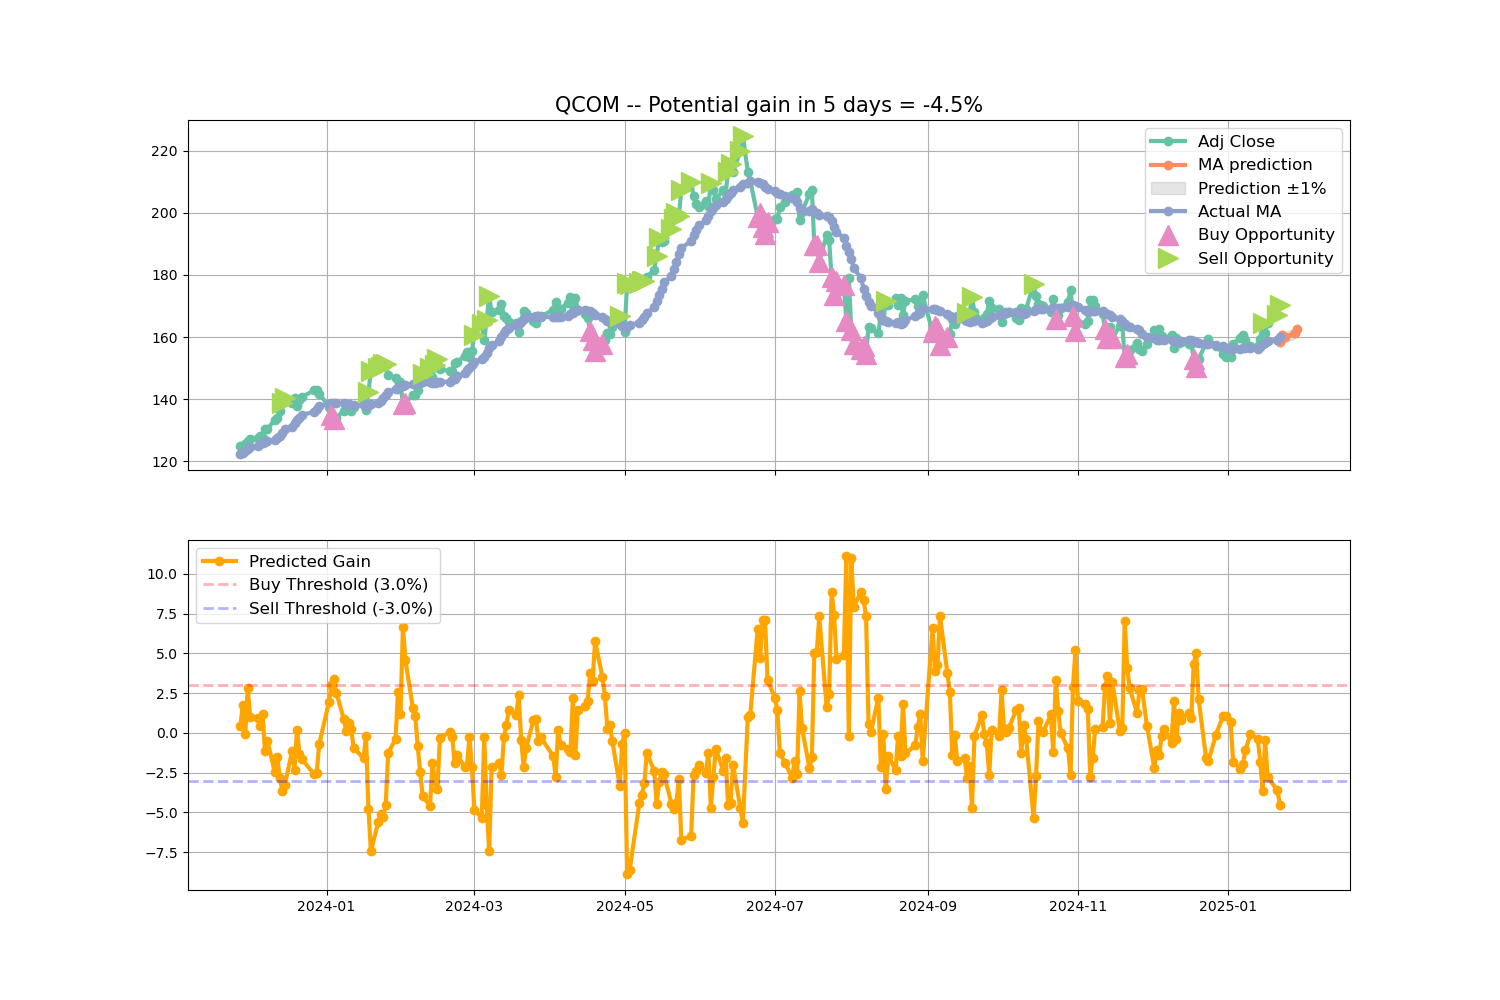 QCOM -- Potential gain in 5 days = -4.5%
220
200
180
160
140
120
Adj Close
MA prediction
Prediction ±1%
Actual MA
Buy Opportunity
Sell Opportunity
10.0
7.5
5.0
2.5
0.0
−2.5
−5.0
−7.5
Predicted Gain
Buy Threshold (3.0%)
Sell Threshold (-3.0%)
2024-01 2024-03 2024-05 2024-07 2024-09 2024-11 2025-01